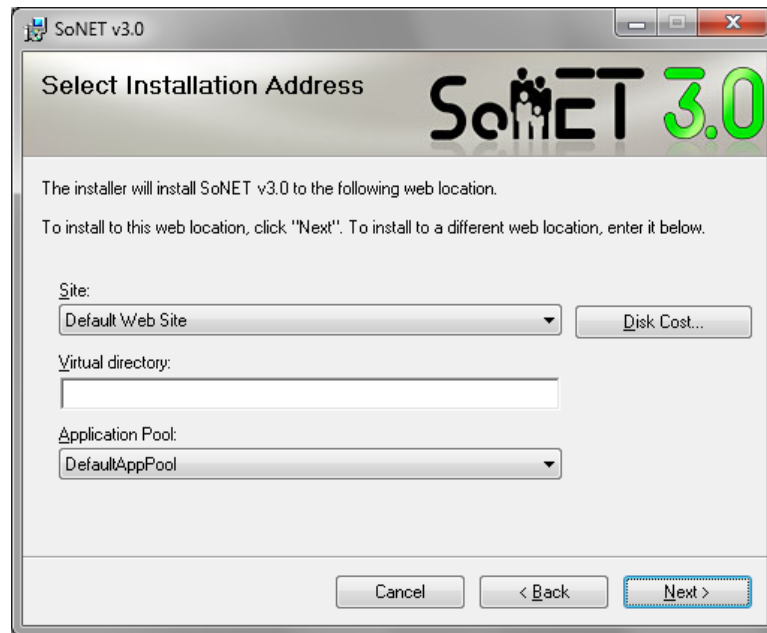 SoNET v3.0
Select Installation Address
SoNET 3.0
The installer will install SoNET v3.0 to the following web location.
To install to this web location, click "Next". To install to a different web location, enter it below.
Site:
Default Web Site
Disk Cost...
Virtual directory:
Application Pool:
DefaultAppPool
Cancel
< Back
Next >